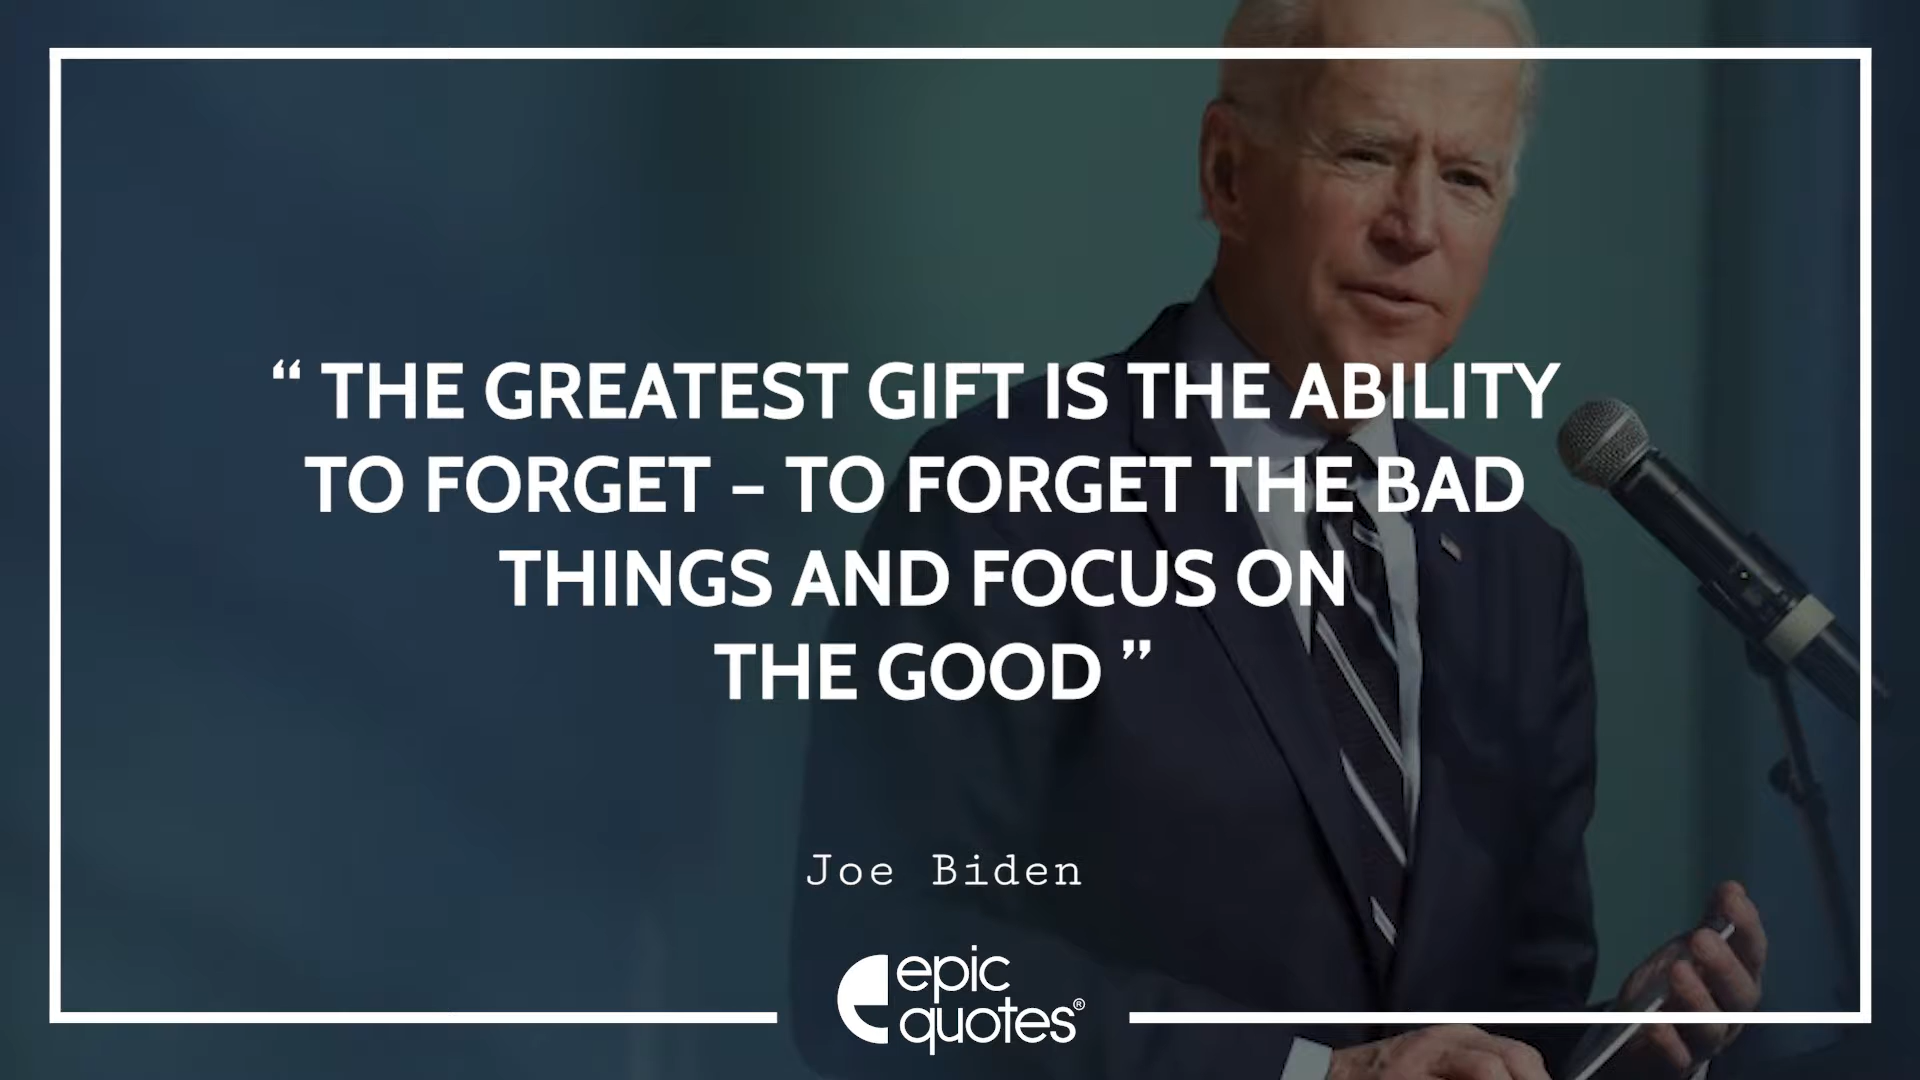 “ THE GREATEST GIFT IS THE ABILITY
TO FORGET – TO FORGET THE BAD
THINGS AND FOCUS ON
THE GOOD ”
Joe Biden
epic
quotes®